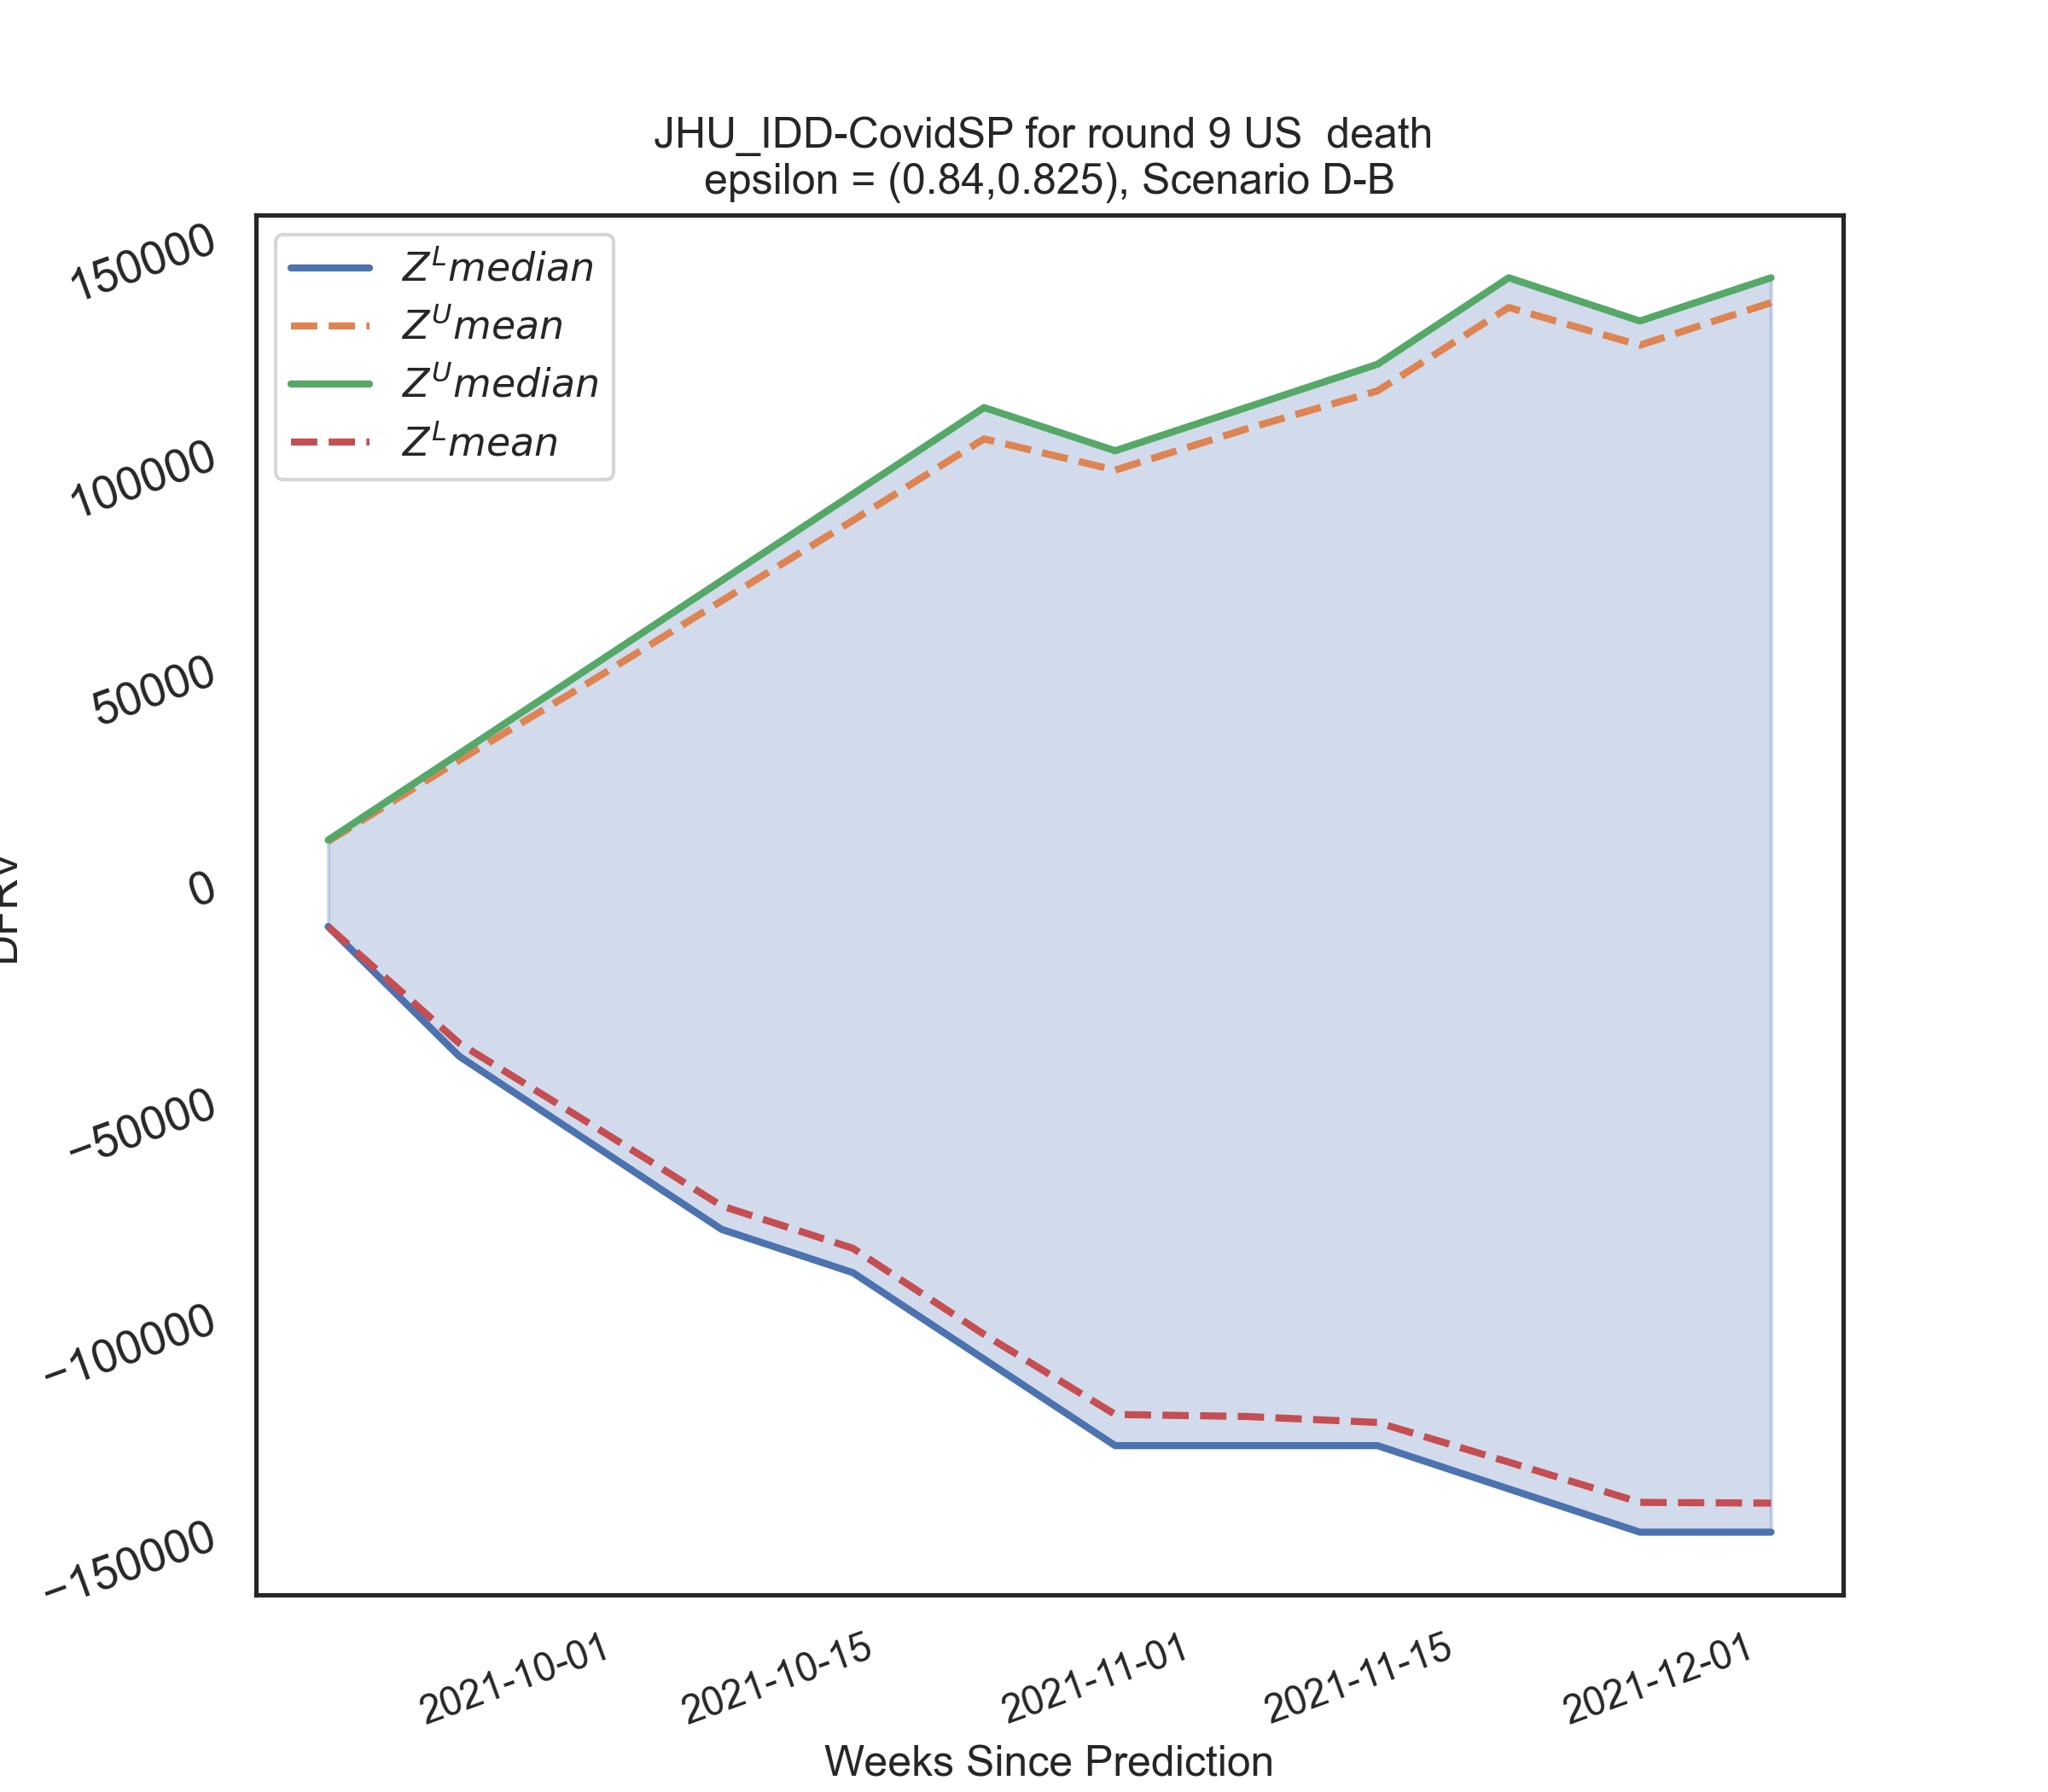 JHU_IDD-CovidSP for round 9 US  death
epsilon = (0.84,0.825), Scenario D-B
Z^L median
Z^U mean
Z^U median
Z^L mean
150000
100000
50000
0
−50000
−100000
−150000
2021-10-01
2021-10-15
2021-11-01
2021-11-15
2021-12-01
Weeks Since Prediction